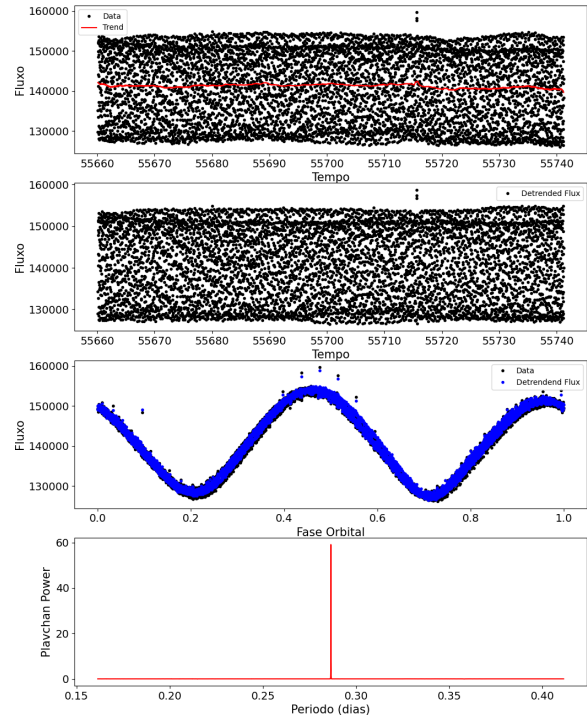 160000
150000
140000
130000
Fluxo
Data
Trend
55660 55670 55680 55690 55700 55710 55720 55730 55740
Tempo
160000
150000
140000
130000
Fluxo
Detrended Flux
55660 55670 55680 55690 55700 55710 55720 55730 55740
Tempo
160000
150000
140000
130000
Fluxo
Data
Detrendend Flux
0.0 0.2 0.4 0.6 0.8 1.0
Fase Orbital
60
40
20
0
Plavchan Power
0.15 0.20 0.25 0.30 0.35 0.40
Periodo (dias)